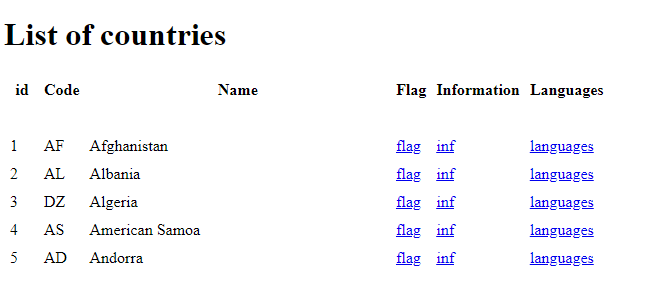 List of countries
id Code Name Flag Information Languages
1 AF Afghanistan flag inf languages
2 AL Albania flag inf languages
3 DZ Algeria flag inf languages
4 AS American Samoa flag inf languages
5 AD Andorra flag inf languages